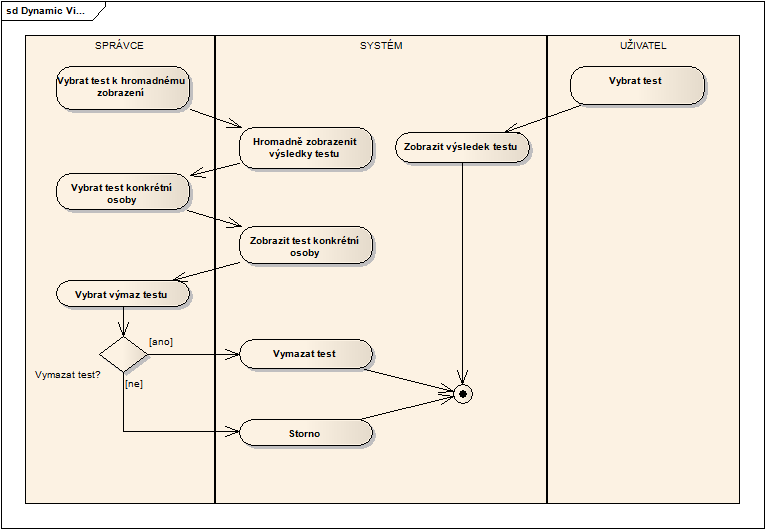 sd Dynamic Vi...
SPRÁVCE
SYSTÉM
UŽIVATEL
Vybrat test k hromadnému
zobrazení
Vybrat test
Hromadně zobrazenit
výsledky testu
Zobrazit výsledek testu
Vybrat test konkrétní
osoby
Zobrazit test konkrétní
osoby
Vybrat výmaz testu
[ano]
Vymazat test
Vymazat test?
[ne]
Storno